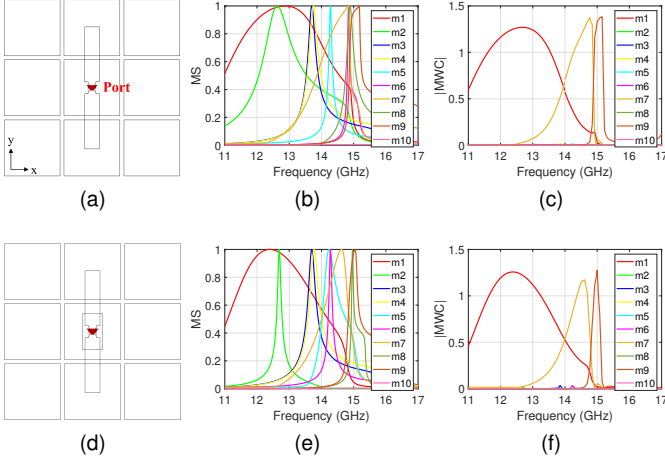 Port
y
x
(a)
1
0.8
0.6
0.4
0.2
0
MS
11 12 13 14 15 16 17
Frequency (GHz)
m1
m2
m3
m4
m5
m6
m7
m8
m9
m10
(b)
1.5
1
0.5
0
|MWC|
11 12 13 14 15 16 17
Frequency (GHz)
m1
m2
m3
m4
m5
m6
m7
m8
m9
m10
(c)
(d)
1
0.8
0.6
0.4
0.2
0
MS
11 12 13 14 15 16 17
Frequency (GHz)
m1
m2
m3
m4
m5
m6
m7
m8
m9
m10
(e)
1.5
1
0.5
0
|MWC|
11 12 13 14 15 16 17
Frequency (GHz)
m1
m2
m3
m4
m5
m6
m7
m8
m9
m10
(f)